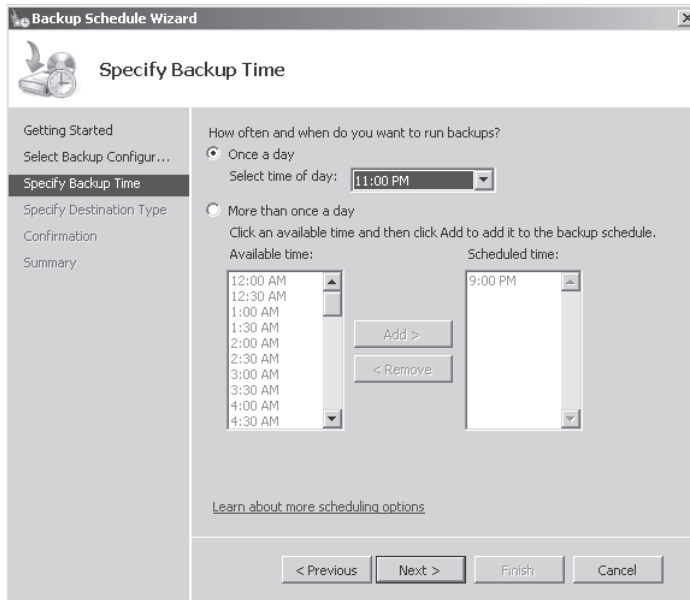 Backup Schedule Wizard
Specify Backup Time
Getting Started
Select Backup Configur...
Specify Backup Time
Specify Destination Type
Confirmation
Summary
How often and when do you want to run backups?
Once a day
Select time of day: 11:00 PM
More than once a day
Click an available time and then click Add to add it to the backup schedule.
Available time:
12:00 AM
12:30 AM
1:00 AM
1:30 AM
2:00 AM
2:30 AM
3:00 AM
3:30 AM
4:00 AM
4:30 AM
Add >
< Remove
Scheduled time:
9:00 PM
Learn about more scheduling options
< Previous Next > Finish Cancel